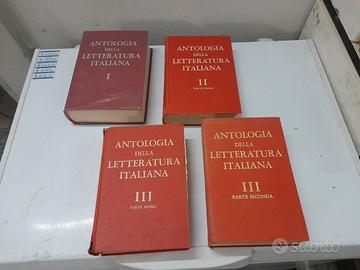 ANTOLOGIA
DELLA
LETTERATURA
ITALIANA
I
ANTOLOGIA
DELLA
LETTERATURA
ITALIANA
II
PARTE PRIMA
ANTOLOGIA
DELLA
LETTERATURA
ITALIANA
III
PARTE PRIMA
ANTOLOGIA
DELLA
LETTERATURA
ITALIANA
III
PARTE SECONDA
subito